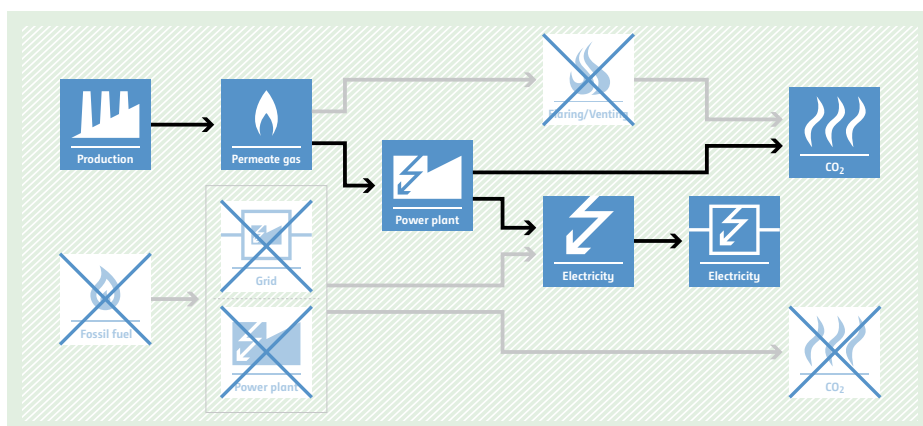 Flaring/Venting
Production
Permeate gas
CO₂
Power plant
Grid
Electricity
Electricity
Fossil fuel
Power plant
CO₂